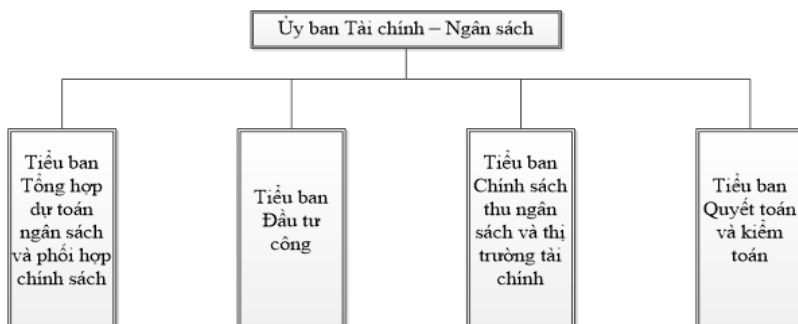 Ủy ban Tài chính – Ngân sách
Tiểu ban
Tổng hợp
dự toán
ngân sách
và phối hợp
chính sách
Tiểu ban
Đầu tư
công
Tiểu ban
Chính sách
thu ngân
sách và thị
trường tài
chính
Tiểu ban
Quyết toán
và kiểm
toán